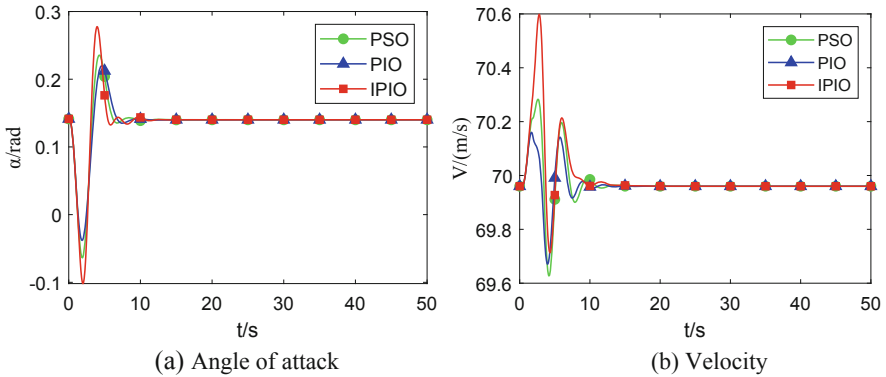 0.3
0.2
0.1
0
-0.1
α/rad
PSO
PIO
IPIO
0 10 20 30 40 50
t/s
(a) Angle of attack
70.6
70.4
70.2
70
69.8
69.6
V/(m/s)
PSO
PIO
IPIO
0 10 20 30 40 50
t/s
(b) Velocity